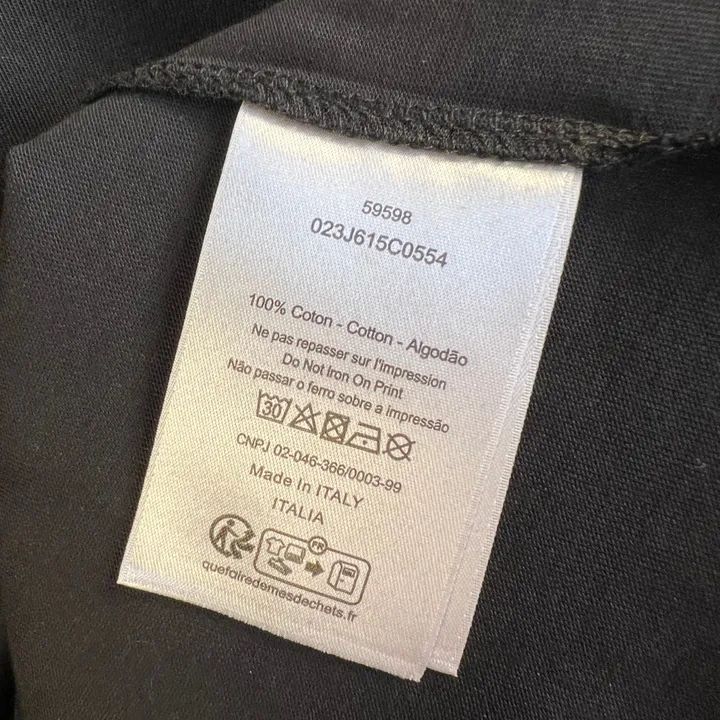 59598
023J615C0554
100% Coton - Cotton - Algodão
Ne pas repasser sur l'impression
Do Not Iron On Print
Não passar o ferro sobre a impressão
30
CNPJ 02-046-366/0003-99
Made In ITALY
ITALIA
FR
quefairedemesdechets.fr